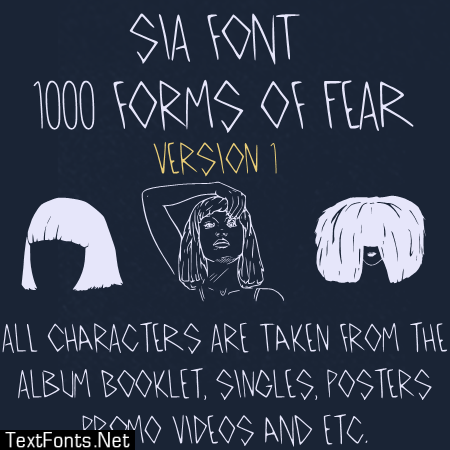 SIA FONT
1000 FORMS OF FEAR
VERSION 1
ALL CHARACTERS ARE TAKEN FROM THE
ALBUM BOOKLET, SINGLES, POSTERS
PROMO VIDEOS AND ETC.
TextFonts.Net